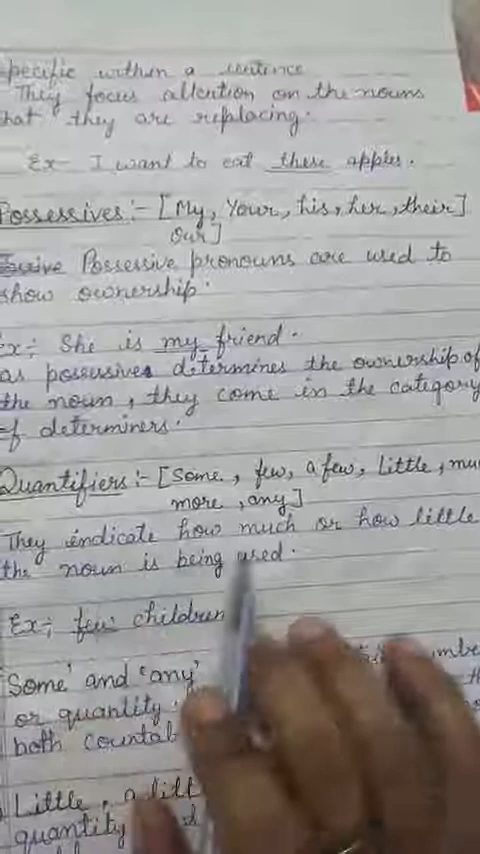 pecific within a sentence
They focus attention on the nouns
hat they are replacing.
Ex- I want to eat these apples.
Possessives :- [My, Your, his, her, their]
our]
Possessive pronouns are used to
show ownership.
Ex:- She is my friend.
as possessives determines the ownership of
the noun, they come in the category
of determiners.
Quantifiers :- [Some, few, a few, Little, mu
more, any]
They indicate how much or how little
the noun is being used.
Ex:- few children
Some' and 'any'
or quantity
both countab
Little, a litt
quantity